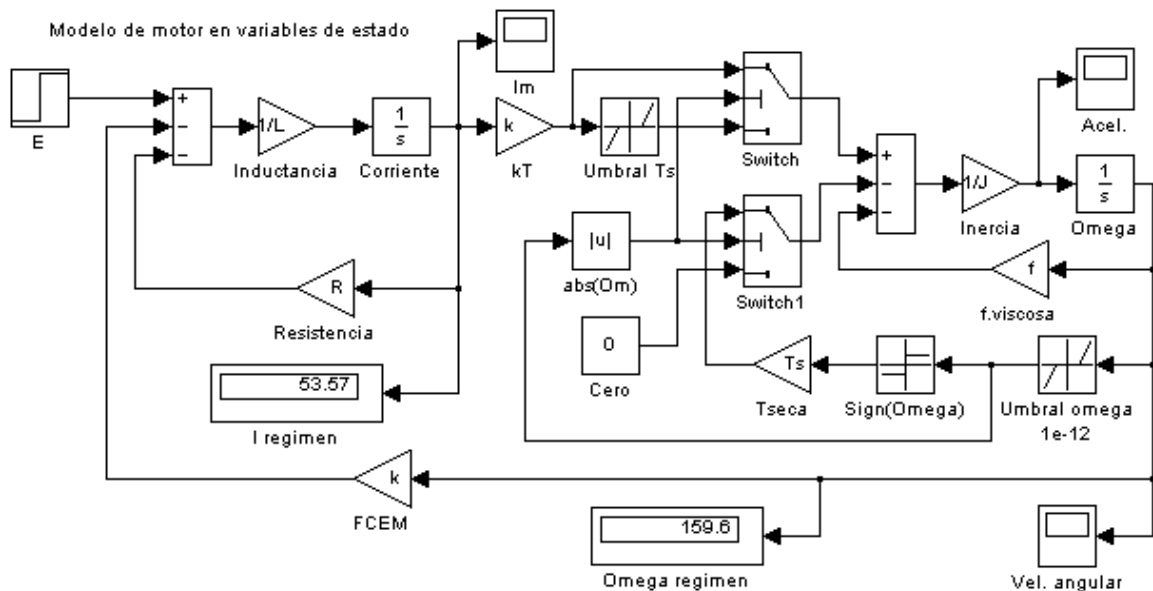 Modelo de motor en variables de estado
E
+
−
−
1/L
Inductancia
1
s
Corriente
Im
k
kT
Umbral Ts
Switch
+
−
−
1/J
Inercia
Acel.
1
s
Omega
R
Resistencia
|u|
abs(Om)
Switch1
f
f.viscosa
53.57
I regimen
0
Cero
Ts
Tseca
Sign(Omega)
Umbral omega
1e-12
k
FCEM
159.6
Omega regimen
Vel. angular